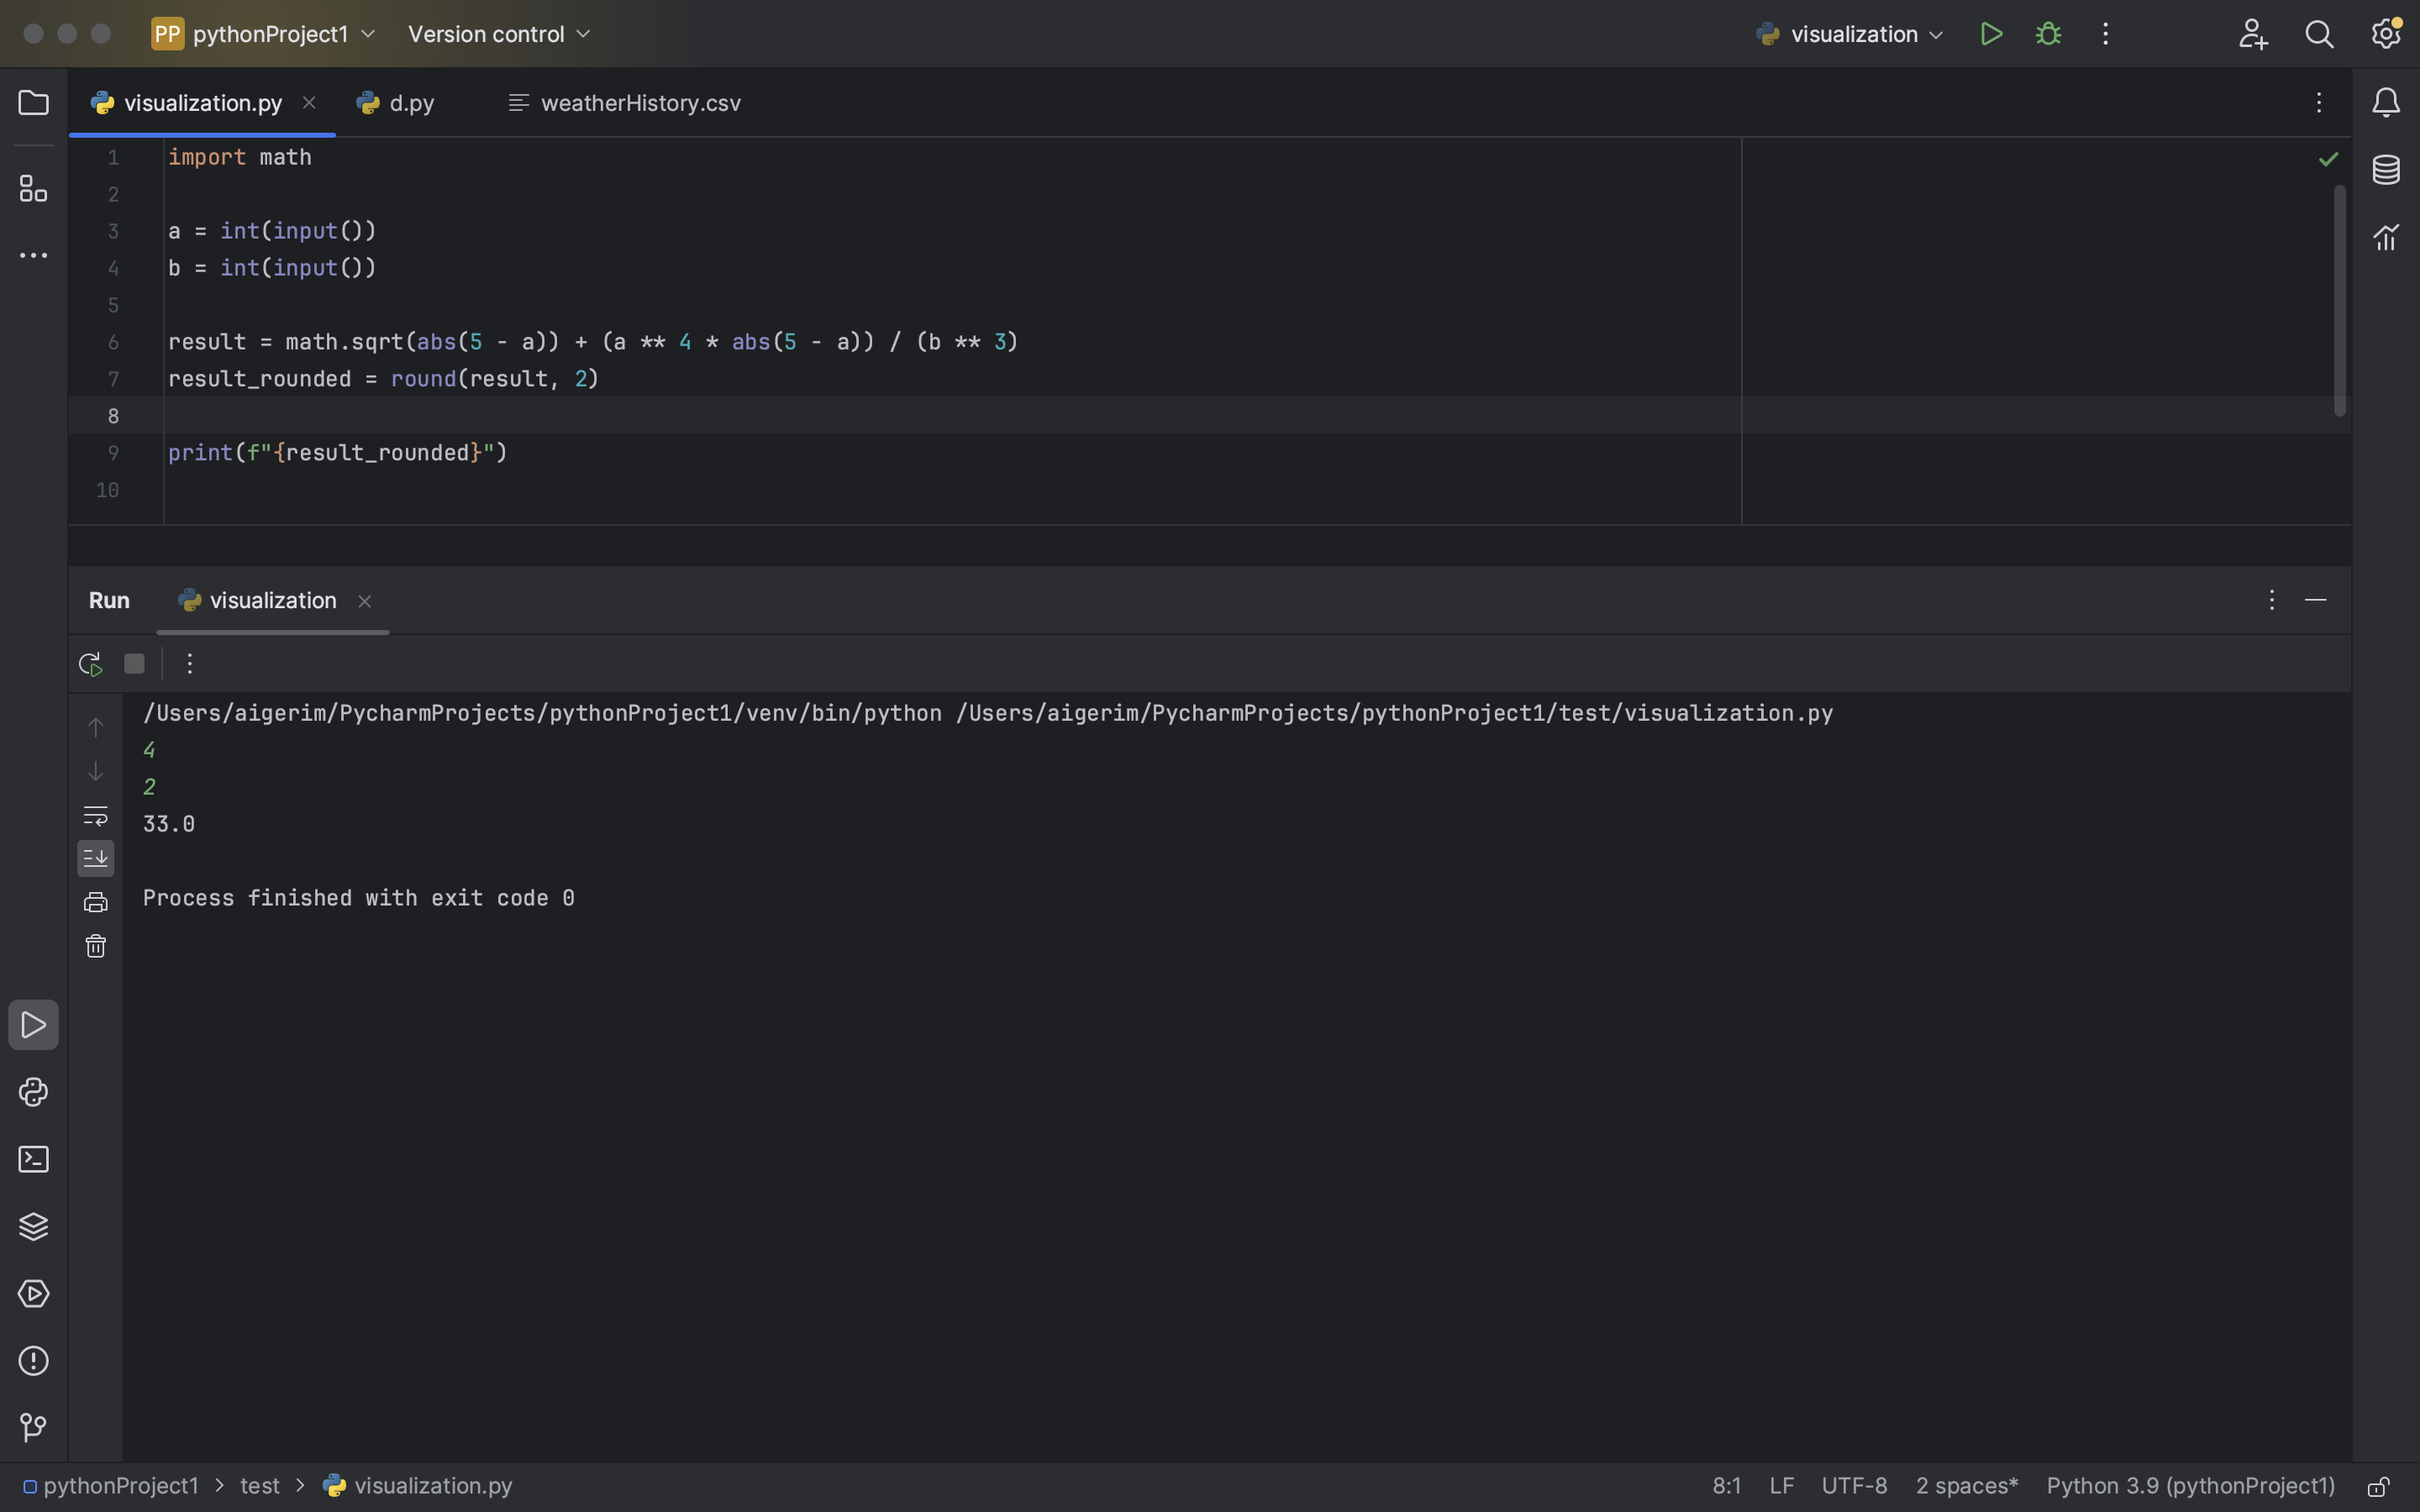 PP pythonProject1 Version control visualization
visualization.py d.py weatherHistory.csv
1 import math
2
3 a = int(input())
4 b = int(input())
5
6 result = math.sqrt(abs(5 - a)) + (a ** 4 * abs(5 - a)) / (b ** 3)
7 result_rounded = round(result, 2)
8
9 print(f"{result_rounded}")
10
Run visualization
/Users/aigerim/PycharmProjects/pythonProject1/venv/bin/python /Users/aigerim/PycharmProjects/pythonProject1/test/visualization.py
4
2
33.0
Process finished with exit code 0
pythonProject1 > test > visualization.py 8:1 LF UTF-8 2 spaces* Python 3.9 (pythonProject1)